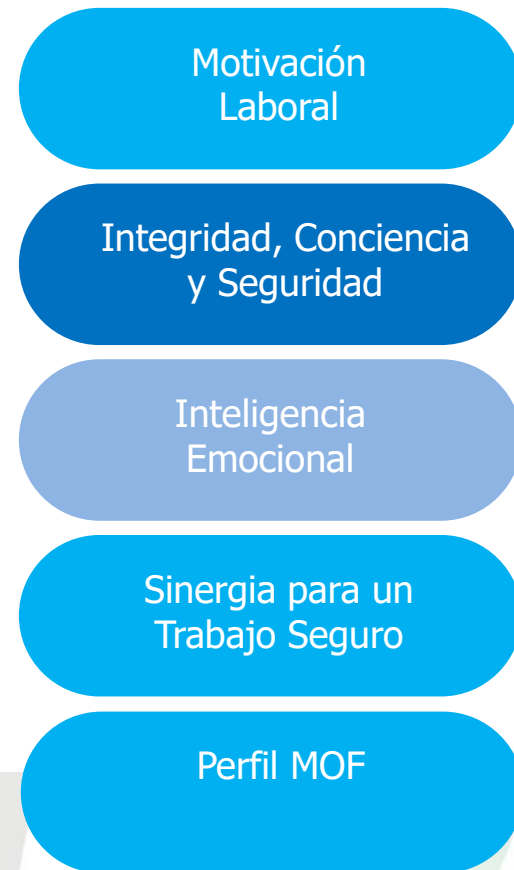 Motivación
Laboral
Integridad, Conciencia
y Seguridad
Inteligencia
Emocional
Sinergia para un
Trabajo Seguro
Perfil MOF